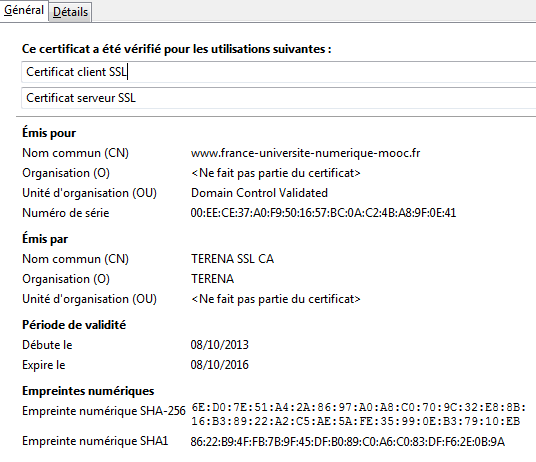 Général Détails
Ce certificat a été vérifié pour les utilisations suivantes :
Certificat client SSL
Certificat serveur SSL
Émis pour
Nom commun (CN) www.france-universite-numerique-mooc.fr
Organisation (O) <Ne fait pas partie du certificat>
Unité d'organisation (OU) Domain Control Validated
Numéro de série 00:EE:CE:37:A0:F9:50:16:57:BC:0A:C2:4B:A8:9F:0E:41
Émis par
Nom commun (CN) TERENA SSL CA
Organisation (O) TERENA
Unité d'organisation (OU) <Ne fait pas partie du certificat>
Période de validité
Débute le 08/10/2013
Expire le 08/10/2016
Empreintes numériques
Empreinte numérique SHA-256 6E:D0:7E:51:A4:2A:86:97:A0:A8:C0:70:9C:32:E8:8B:
16:B3:89:22:A2:C5:AE:5A:FE:35:99:0E:B3:79:10:EB
Empreinte numérique SHA1 86:22:B9:4F:FB:7B:9F:45:DF:B0:89:C0:A6:C0:83:DF:F6:2E:0B:9A